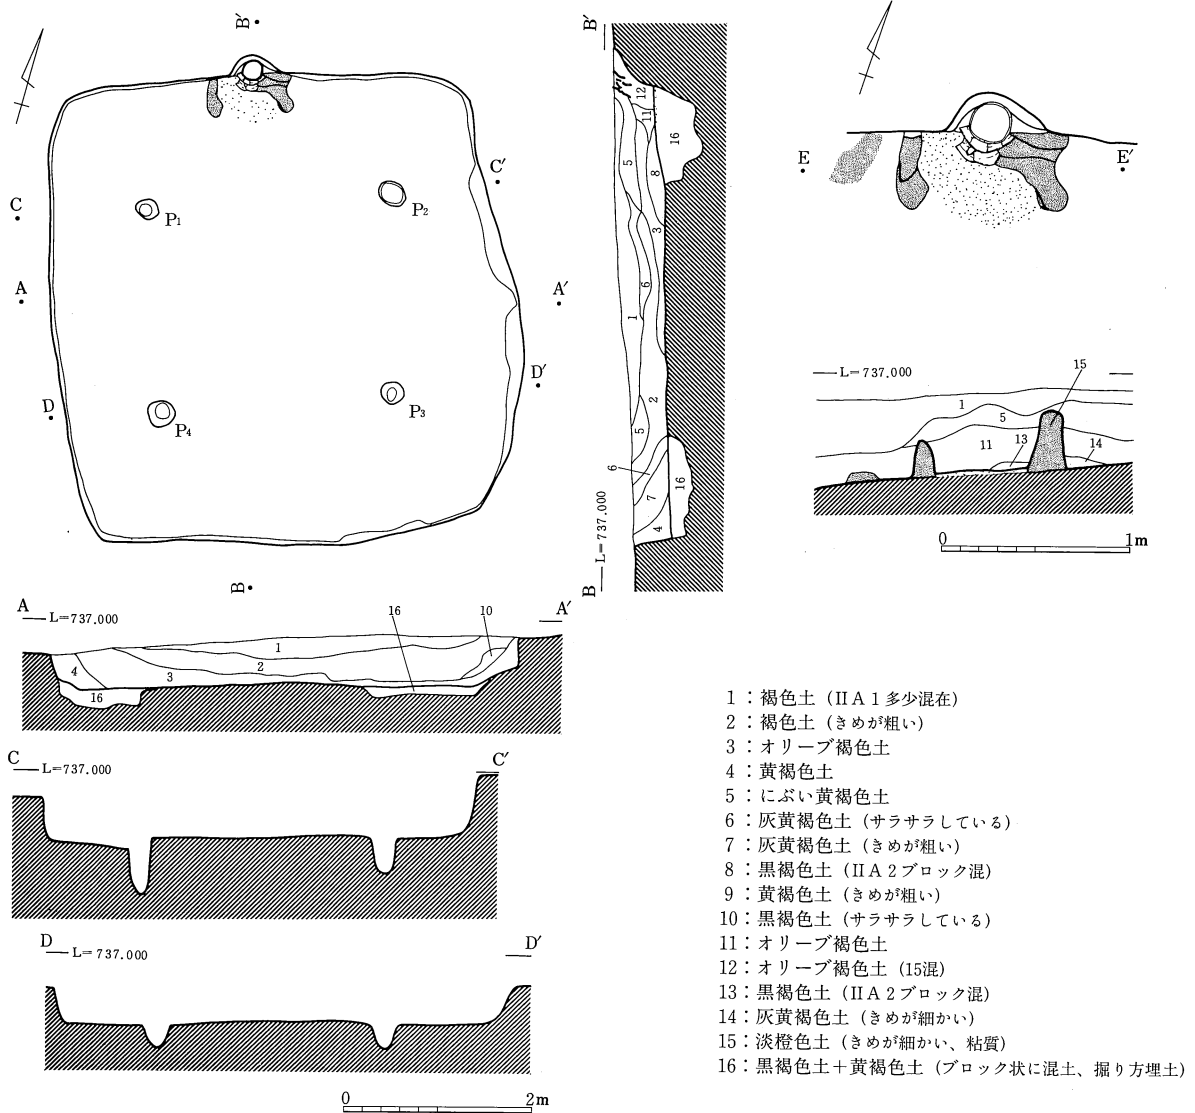 B′
C′
C
P1
P2
A
A′
D′
D
P3
P4
B
B′
12
11
16
5
8
3
6
1
2
5
6
16
7
4
L=737.000
B
E
E′
15
L=737.000
1
5
11
13
14
0
1m
A
L=737.000
16
10
A′
1
2
3
4
16
C
L=737.000
C′
D
L=737.000
D′
0
2m
1：褐色土（ⅡA1多少混在）
2：褐色土（きめが粗い）
3：オリーブ褐色土
4：黄褐色土
5：にぶい黄褐色土
6：灰黄褐色土（サラサラしている）
7：灰黄褐色土（きめが粗い）
8：黒褐色土（ⅡA2ブロック混）
9：黄褐色土（きめが粗い）
10：黒褐色土（サラサラしている）
11：オリーブ褐色土
12：オリーブ褐色土（15混）
13：黒褐色土（ⅡA2ブロック混）
14：灰黄褐色土（きめが細かい）
15：淡橙色土（きめが細かい、粘質）
16：黒褐色土＋黄褐色土（ブロック状に混土、掘り方埋土）